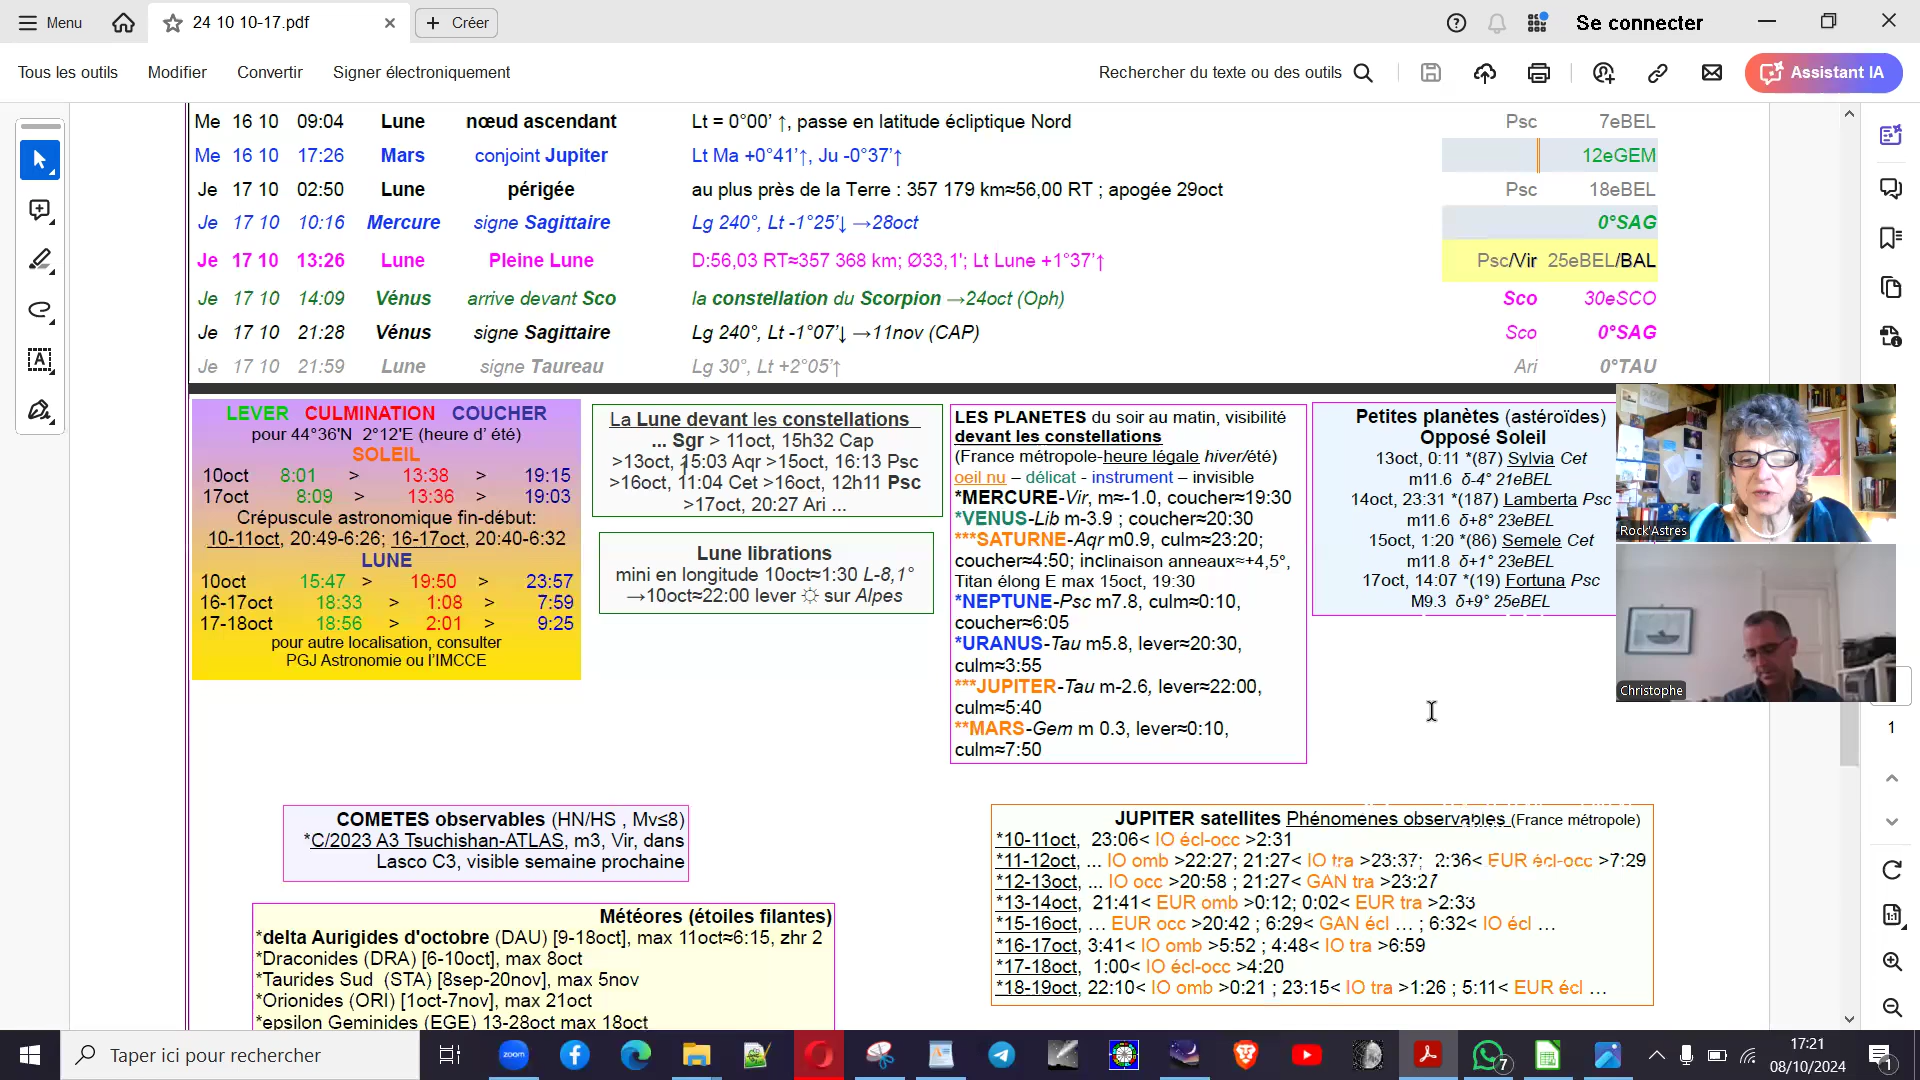 Menu
24 10 10-17.pdf
Créer
Se connecter
Tous les outils Modifier Convertir Signer électroniquement
Rechercher du texte ou des outils
Assistant IA
Me 16 10 09:04 Lune nœud ascendant Lt = 0°00' ↑, passe en latitude écliptique Nord Psc 7eBEL
Me 16 10 17:26 Mars conjoint Jupiter Lt Ma +0°41'↑, Ju -0°37'↑ 12eGEM
Je 17 10 02:50 Lune périgée au plus près de la Terre : 357 179 km≈56,00 RT ; apogée 29oct Psc 18eBEL
Je 17 10 10:16 Mercure signe Sagittaire Lg 240°, Lt -1°25'↓ →28oct 0°SAG
Je 17 10 13:26 Lune Pleine Lune D:56,03 RT≈357 368 km; Ø33,1'; Lt Lune +1°37'↑ Psc/Vir 25eBEL/BAL
Je 17 10 14:09 Vénus arrive devant Sco la constellation du Scorpion →24oct (Oph) Sco 30eSCO
Je 17 10 21:28 Vénus signe Sagittaire Lg 240°, Lt -1°07'↓ →11nov (CAP) Sco 0°SAG
Je 17 10 21:59 Lune signe Taureau Lg 30°, Lt +2°05'↑ Ari 0°TAU
LEVER CULMINATION COUCHER
pour 44°36'N 2°12'E (heure d' été)
SOLEIL
10oct 8:01 > 13:38 > 19:15
17oct 8:09 > 13:36 > 19:03
Crépuscule astronomique fin-début:
10-11oct, 20:49-6:26; 16-17oct, 20:40-6:32
LUNE
10oct 15:47 > 19:50 > 23:57
16-17oct 18:33 > 1:08 > 7:59
17-18oct 18:56 > 2:01 > 9:25
pour autre localisation, consulter
PGJ Astronomie ou l'IMCCE
La Lune devant les constellations
... Sgr > 11oct, 15h32 Cap
>13oct, 15:03 Aqr >15oct, 16:13 Psc
>16oct, 11:04 Cet >16oct, 12h11 Psc
>17oct, 20:27 Ari ...
Lune librations
mini en longitude 10oct≈1:30 L-8,1°
→10oct≈22:00 lever ☼ sur Alpes
LES PLANETES du soir au matin, visibilité
devant les constellations
(France métropole-heure légale hiver/été)
oeil nu – délicat - instrument – invisible
*MERCURE-Vir, m≈-1.0, coucher≈19:30
*VENUS-Lib m-3.9 ; coucher≈20:30
***SATURNE-Aqr m0.9, culm≈23:20;
coucher≈4:50; inclinaison anneaux≈+4,5°,
Titan élong E max 15oct, 19:30
*NEPTUNE-Psc m7.8, culm≈0:10,
coucher≈6:05
*URANUS-Tau m5.8, lever≈20:30,
culm≈3:55
***JUPITER-Tau m-2.6, lever≈22:00,
culm≈5:40
**MARS-Gem m 0.3, lever≈0:10,
culm≈7:50
Petites planètes (astéroïdes)
Opposé Soleil
13oct, 0:11 *(87) Sylvia Cet
m11.6 δ-4° 21eBEL
14oct, 23:31 *(187) Lamberta Psc
m11.6 δ+8° 23eBEL
15oct, 1:20 *(86) Semele Cet
m11.8 δ+1° 23eBEL
17oct, 14:07 *(19) Fortuna Psc
M9.3 δ+9° 25eBEL
Rock'Astres
Christophe
1
COMETES observables (HN/HS , Mv≤8)
*C/2023 A3 Tsuchishan-ATLAS, m3, Vir, dans
Lasco C3, visible semaine prochaine
Météores (étoiles filantes)
*delta Aurigides d'octobre (DAU) [9-18oct], max 11oct≈6:15, zhr 2
*Draconides (DRA) [6-10oct], max 8oct
*Taurides Sud (STA) [8sep-20nov], max 5nov
*Orionides (ORI) [1oct-7nov], max 21oct
*epsilon Geminides (EGE) 13-28oct max 18oct
JUPITER satellites Phénomenes observables (France métropole)
*10-11oct, 23:06< IO écl-occ >2:31
*11-12oct, ... IO omb >22:27; 21:27< IO tra >23:37; 2:36< EUR écl-occ >7:29
*12-13oct, ... IO occ >20:58 ; 21:27< GAN tra >23:27
*13-14oct, 21:41< EUR omb >0:12; 0:02< EUR tra >2:33
*15-16oct, ... EUR occ >20:42 ; 6:29< GAN écl ... ; 6:32< IO écl ...
*16-17oct, 3:41< IO omb >5:52 ; 4:48< IO tra >6:59
*17-18oct, 1:00< IO écl-occ >4:20
*18-19oct, 22:10< IO omb >0:21 ; 23:15< IO tra >1:26 ; 5:11< EUR écl ...
Taper ici pour rechercher
zoom
7
17:21
08/10/2024
1